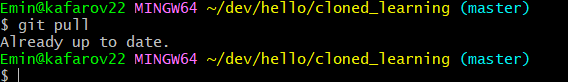 Emin@kafarov22 MINGW64 ~/dev/hello/cloned_learning (master)
$ git pull
Already up to date.
Emin@kafarov22 MINGW64 ~/dev/hello/cloned_learning (master)
$